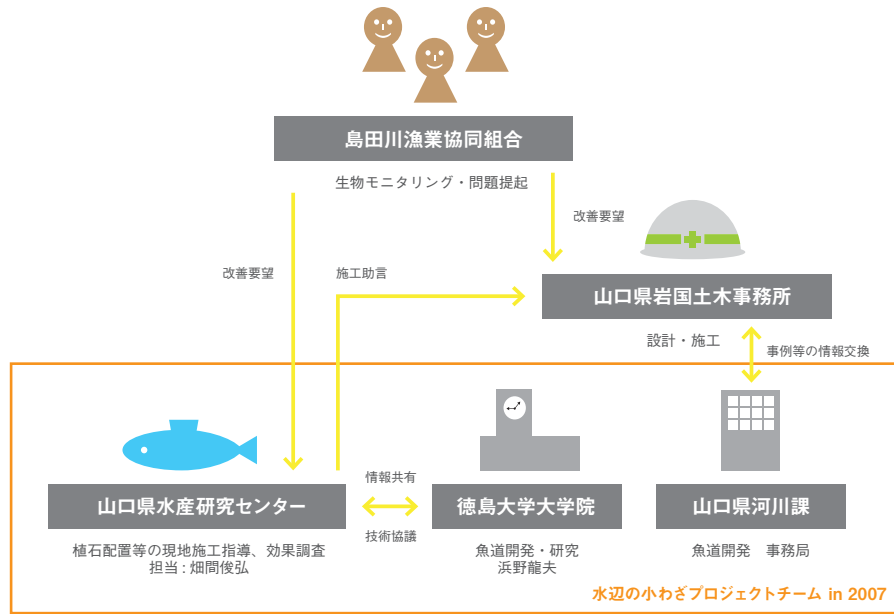 島田川漁業協同組合
生物モニタリング・問題提起
改善要望
改善要望
施工助言
山口県岩国土木事務所
設計・施工
事例等の情報交換
情報共有
技術協議
山口県水産研究センター
植石配置等の現地施工指導、効果調査
担当：畑間俊弘
徳島大学大学院
魚道開発・研究
浜野龍夫
山口県河川課
魚道開発　事務局
水辺の小わざプロジェクトチーム in 2007